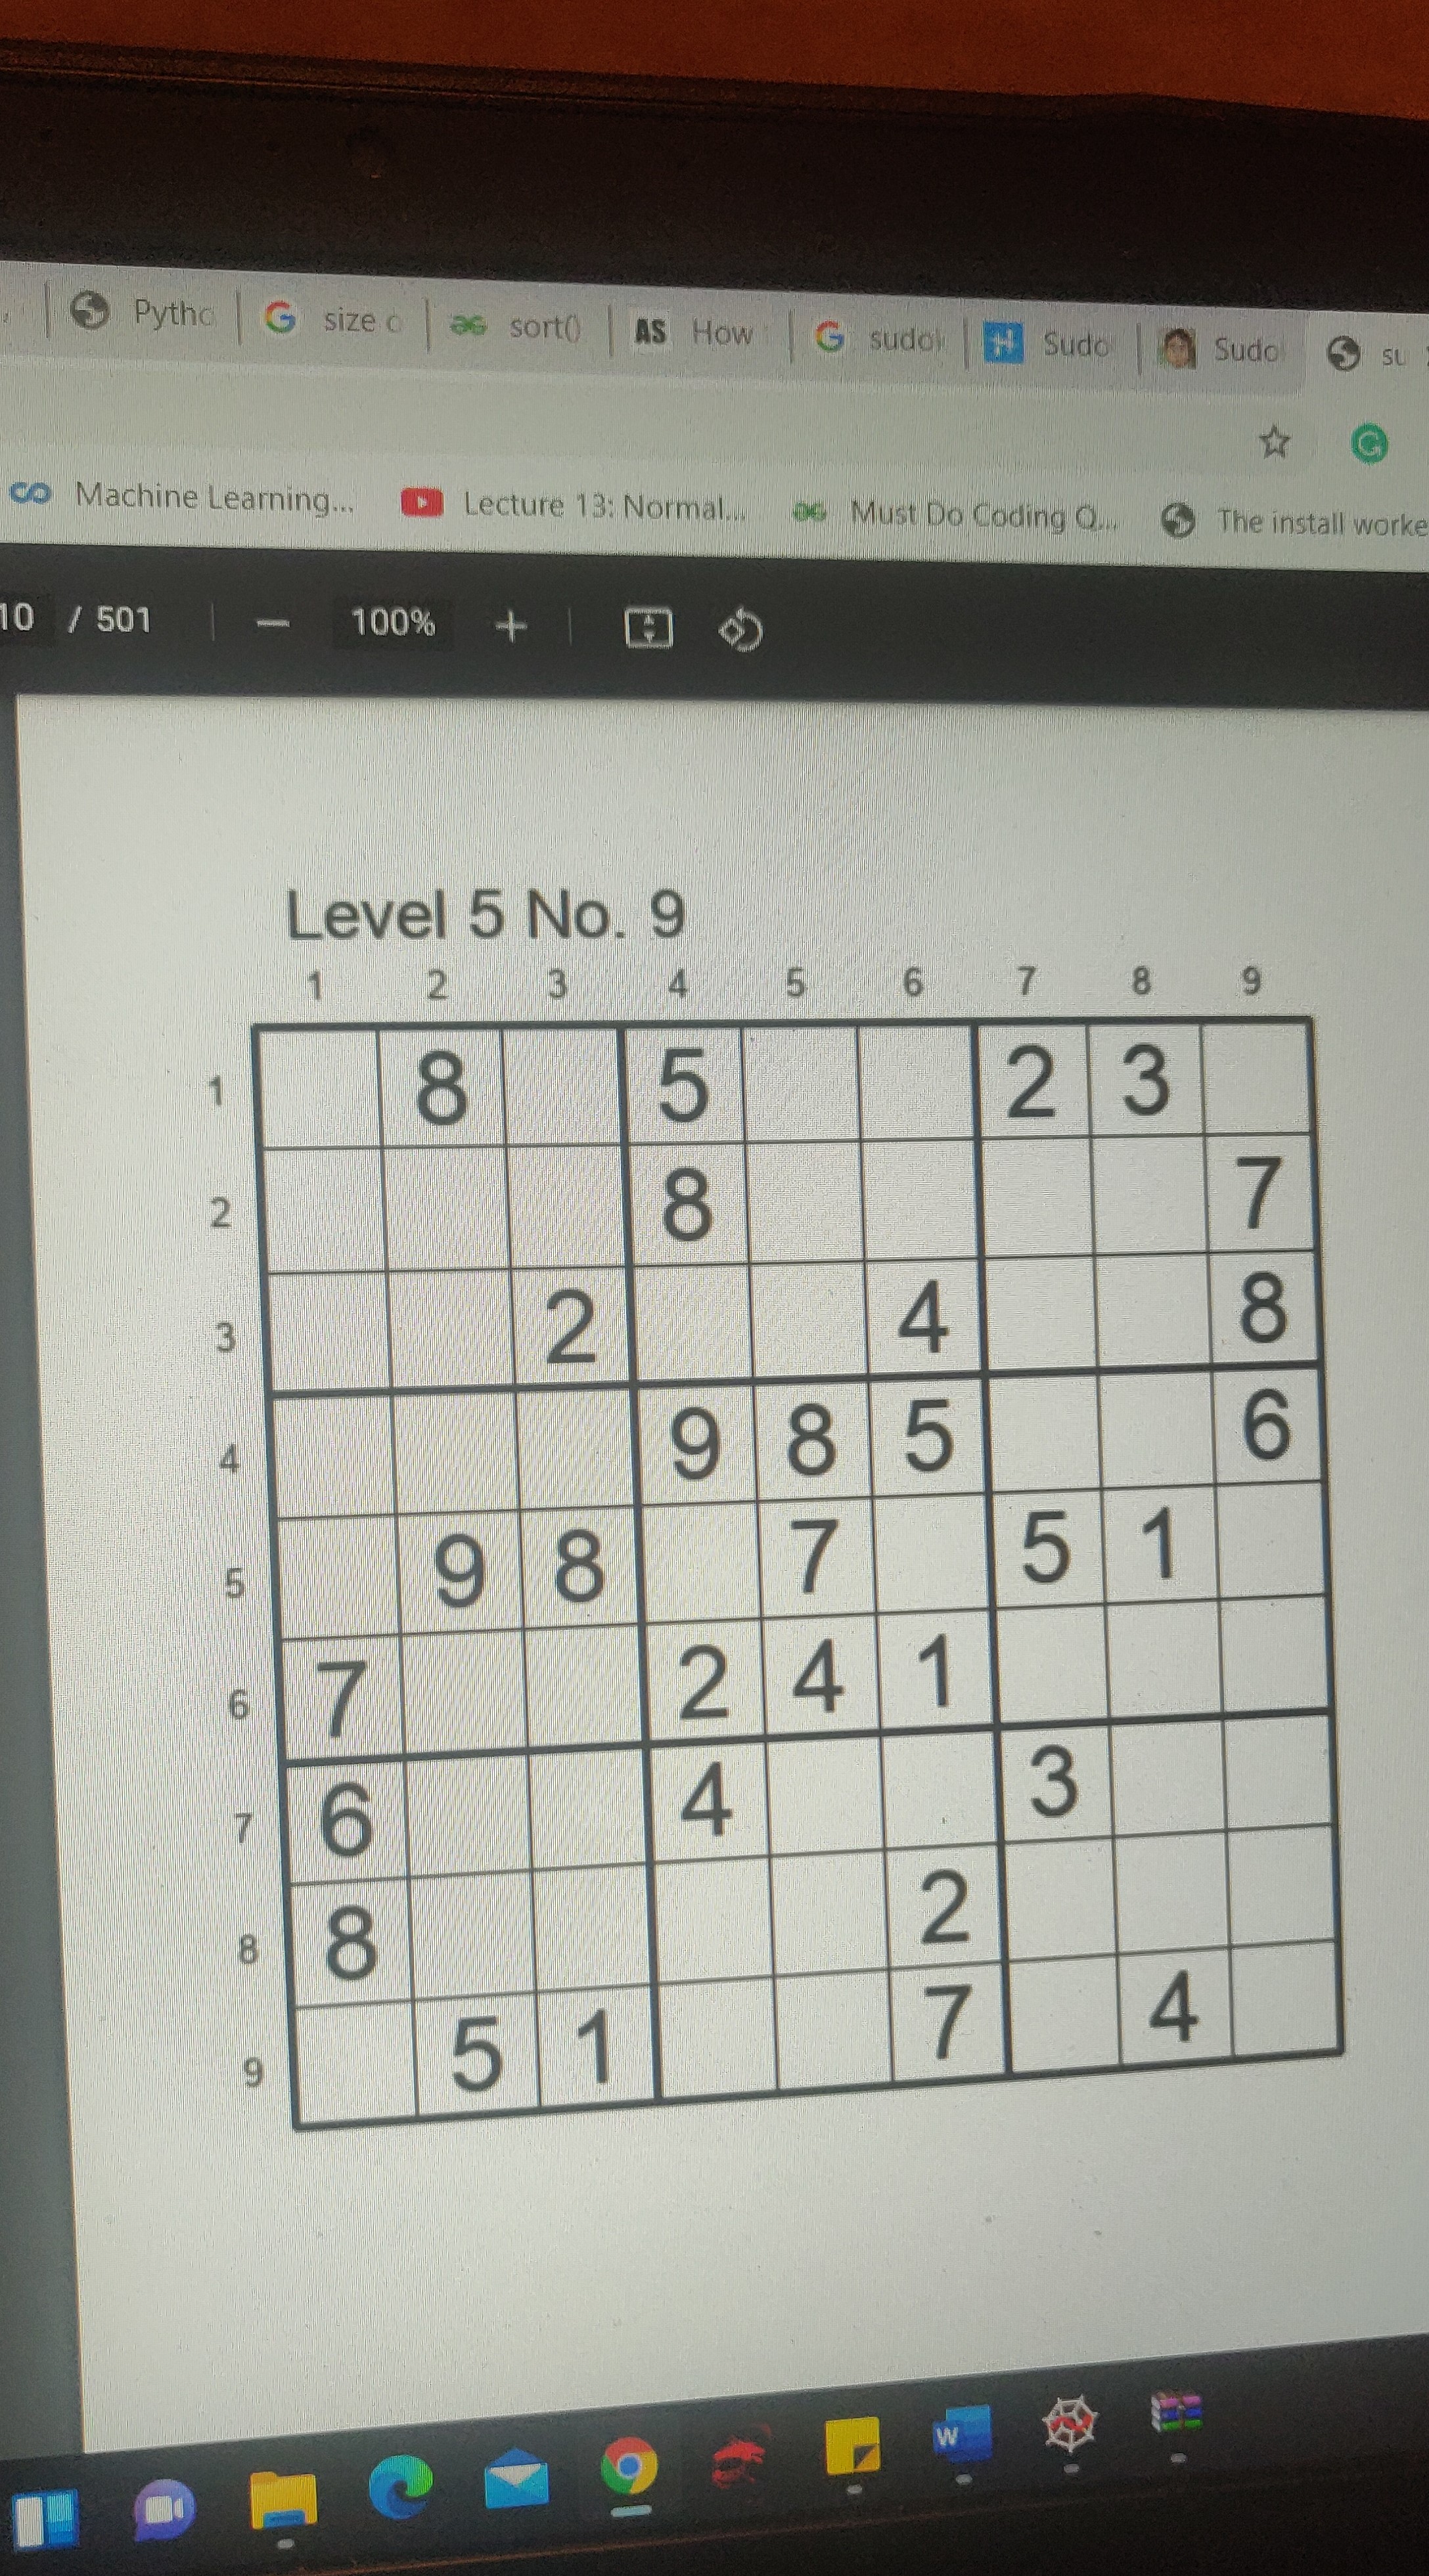 Pytho
size o
sort()
AS How
sudo
Sudo
Sudo
su
Machine Learning...
Lecture 13: Normal...
Must Do Coding Q...
The install worke
10 / 501
100%
Level 5 No. 9
1 2 3 4 5 6 7 8 9
1 8 5 2 3
2 8 7
3 2 4 8
4 9 8 5 6
5 9 8 7 5 1
6 7 2 4 1
7 6 4 3
8 8 2
9 5 1 7 4
W